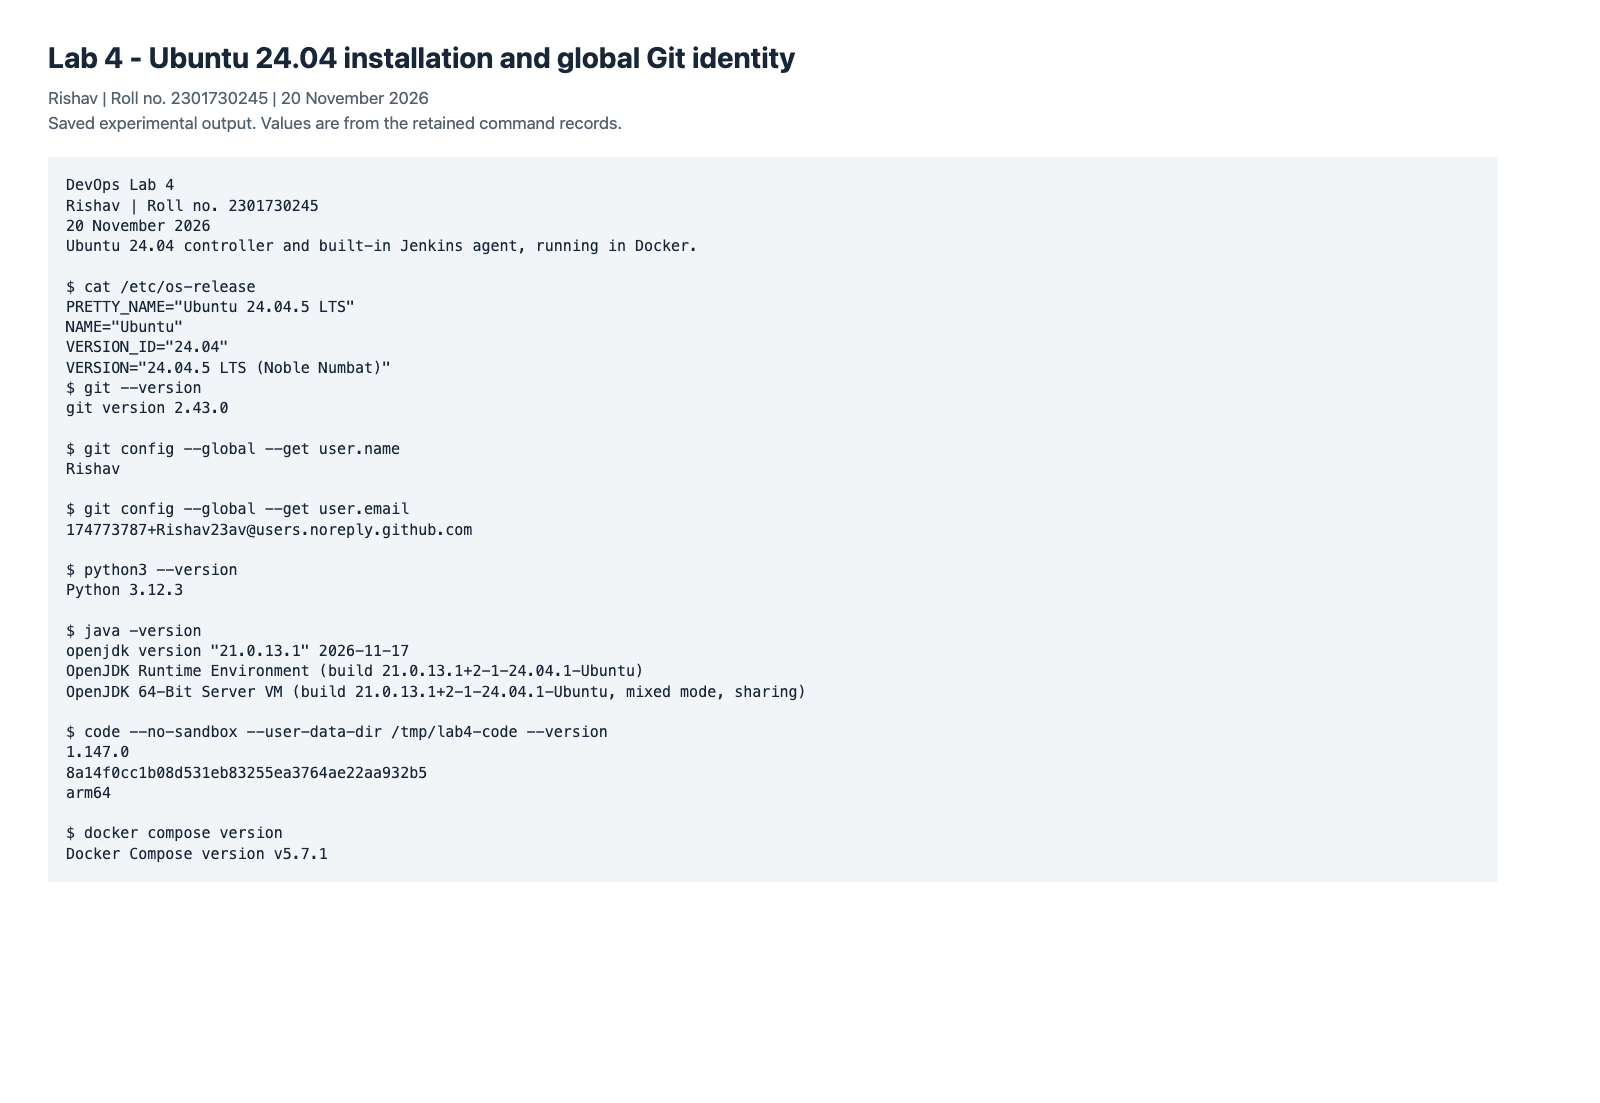 Lab 4 - Ubuntu 24.04 installation and global Git identity
Rishav | Roll no. 2301730245 | 20 November 2026
Saved experimental output. Values are from the retained command records.
DevOps Lab 4
Rishav | Roll no. 2301730245
20 November 2026
Ubuntu 24.04 controller and built-in Jenkins agent, running in Docker.
$ cat /etc/os-release
PRETTY_NAME="Ubuntu 24.04.5 LTS"
NAME="Ubuntu"
VERSION_ID="24.04"
VERSION="24.04.5 LTS (Noble Numbat)"
$ git --version
git version 2.43.0
$ git config --global --get user.name
Rishav
$ git config --global --get user.email
174773787+Rishav23av@users.noreply.github.com
$ python3 --version
Python 3.12.3
$ java -version
openjdk version "21.0.13.1" 2026-11-17
OpenJDK Runtime Environment (build 21.0.13.1+2-1-24.04.1-Ubuntu)
OpenJDK 64-Bit Server VM (build 21.0.13.1+2-1-24.04.1-Ubuntu, mixed mode, sharing)
$ code --no-sandbox --user-data-dir /tmp/lab4-code --version
1.147.0
8a14f0cc1b08d531eb83255ea3764ae22aa932b5
arm64
$ docker compose version
Docker Compose version v5.7.1